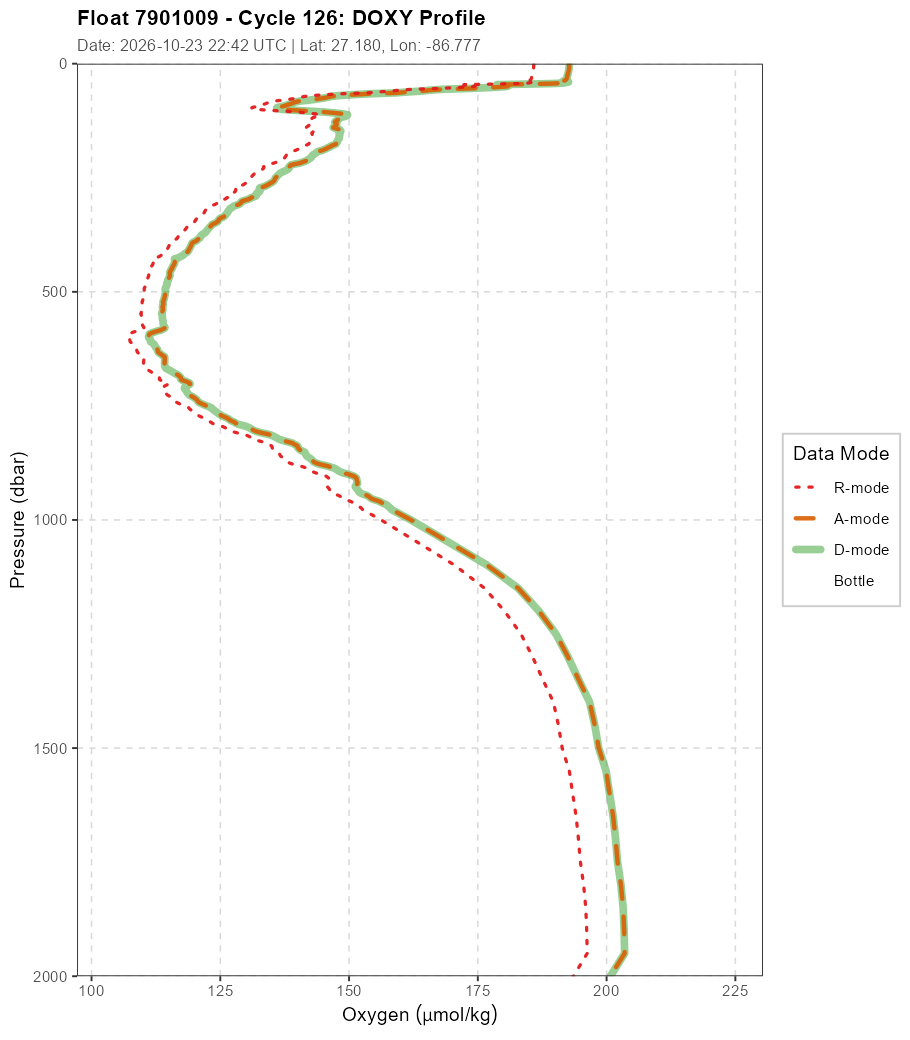 Float 7901009 - Cycle 126: DOXY Profile
Date: 2026-10-23 22:42 UTC | Lat: 27.180, Lon: -86.777
0
500
1000
1500
2000
Pressure (dbar)
100 125 150 175 200 225
Oxygen (μmol/kg)
Data Mode
R-mode
A-mode
D-mode
Bottle